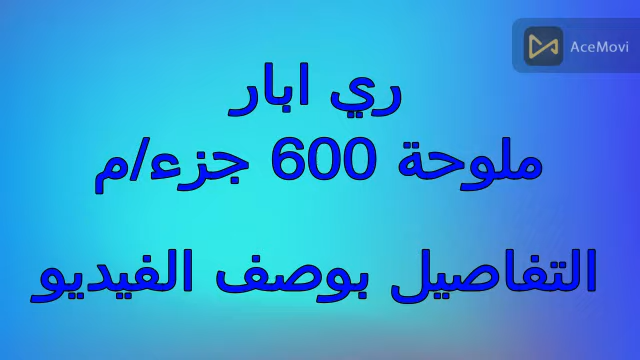 AceMovi
ري ابار
ملوحة 600 جزء/م
التفاصيل بوصف الفيديو